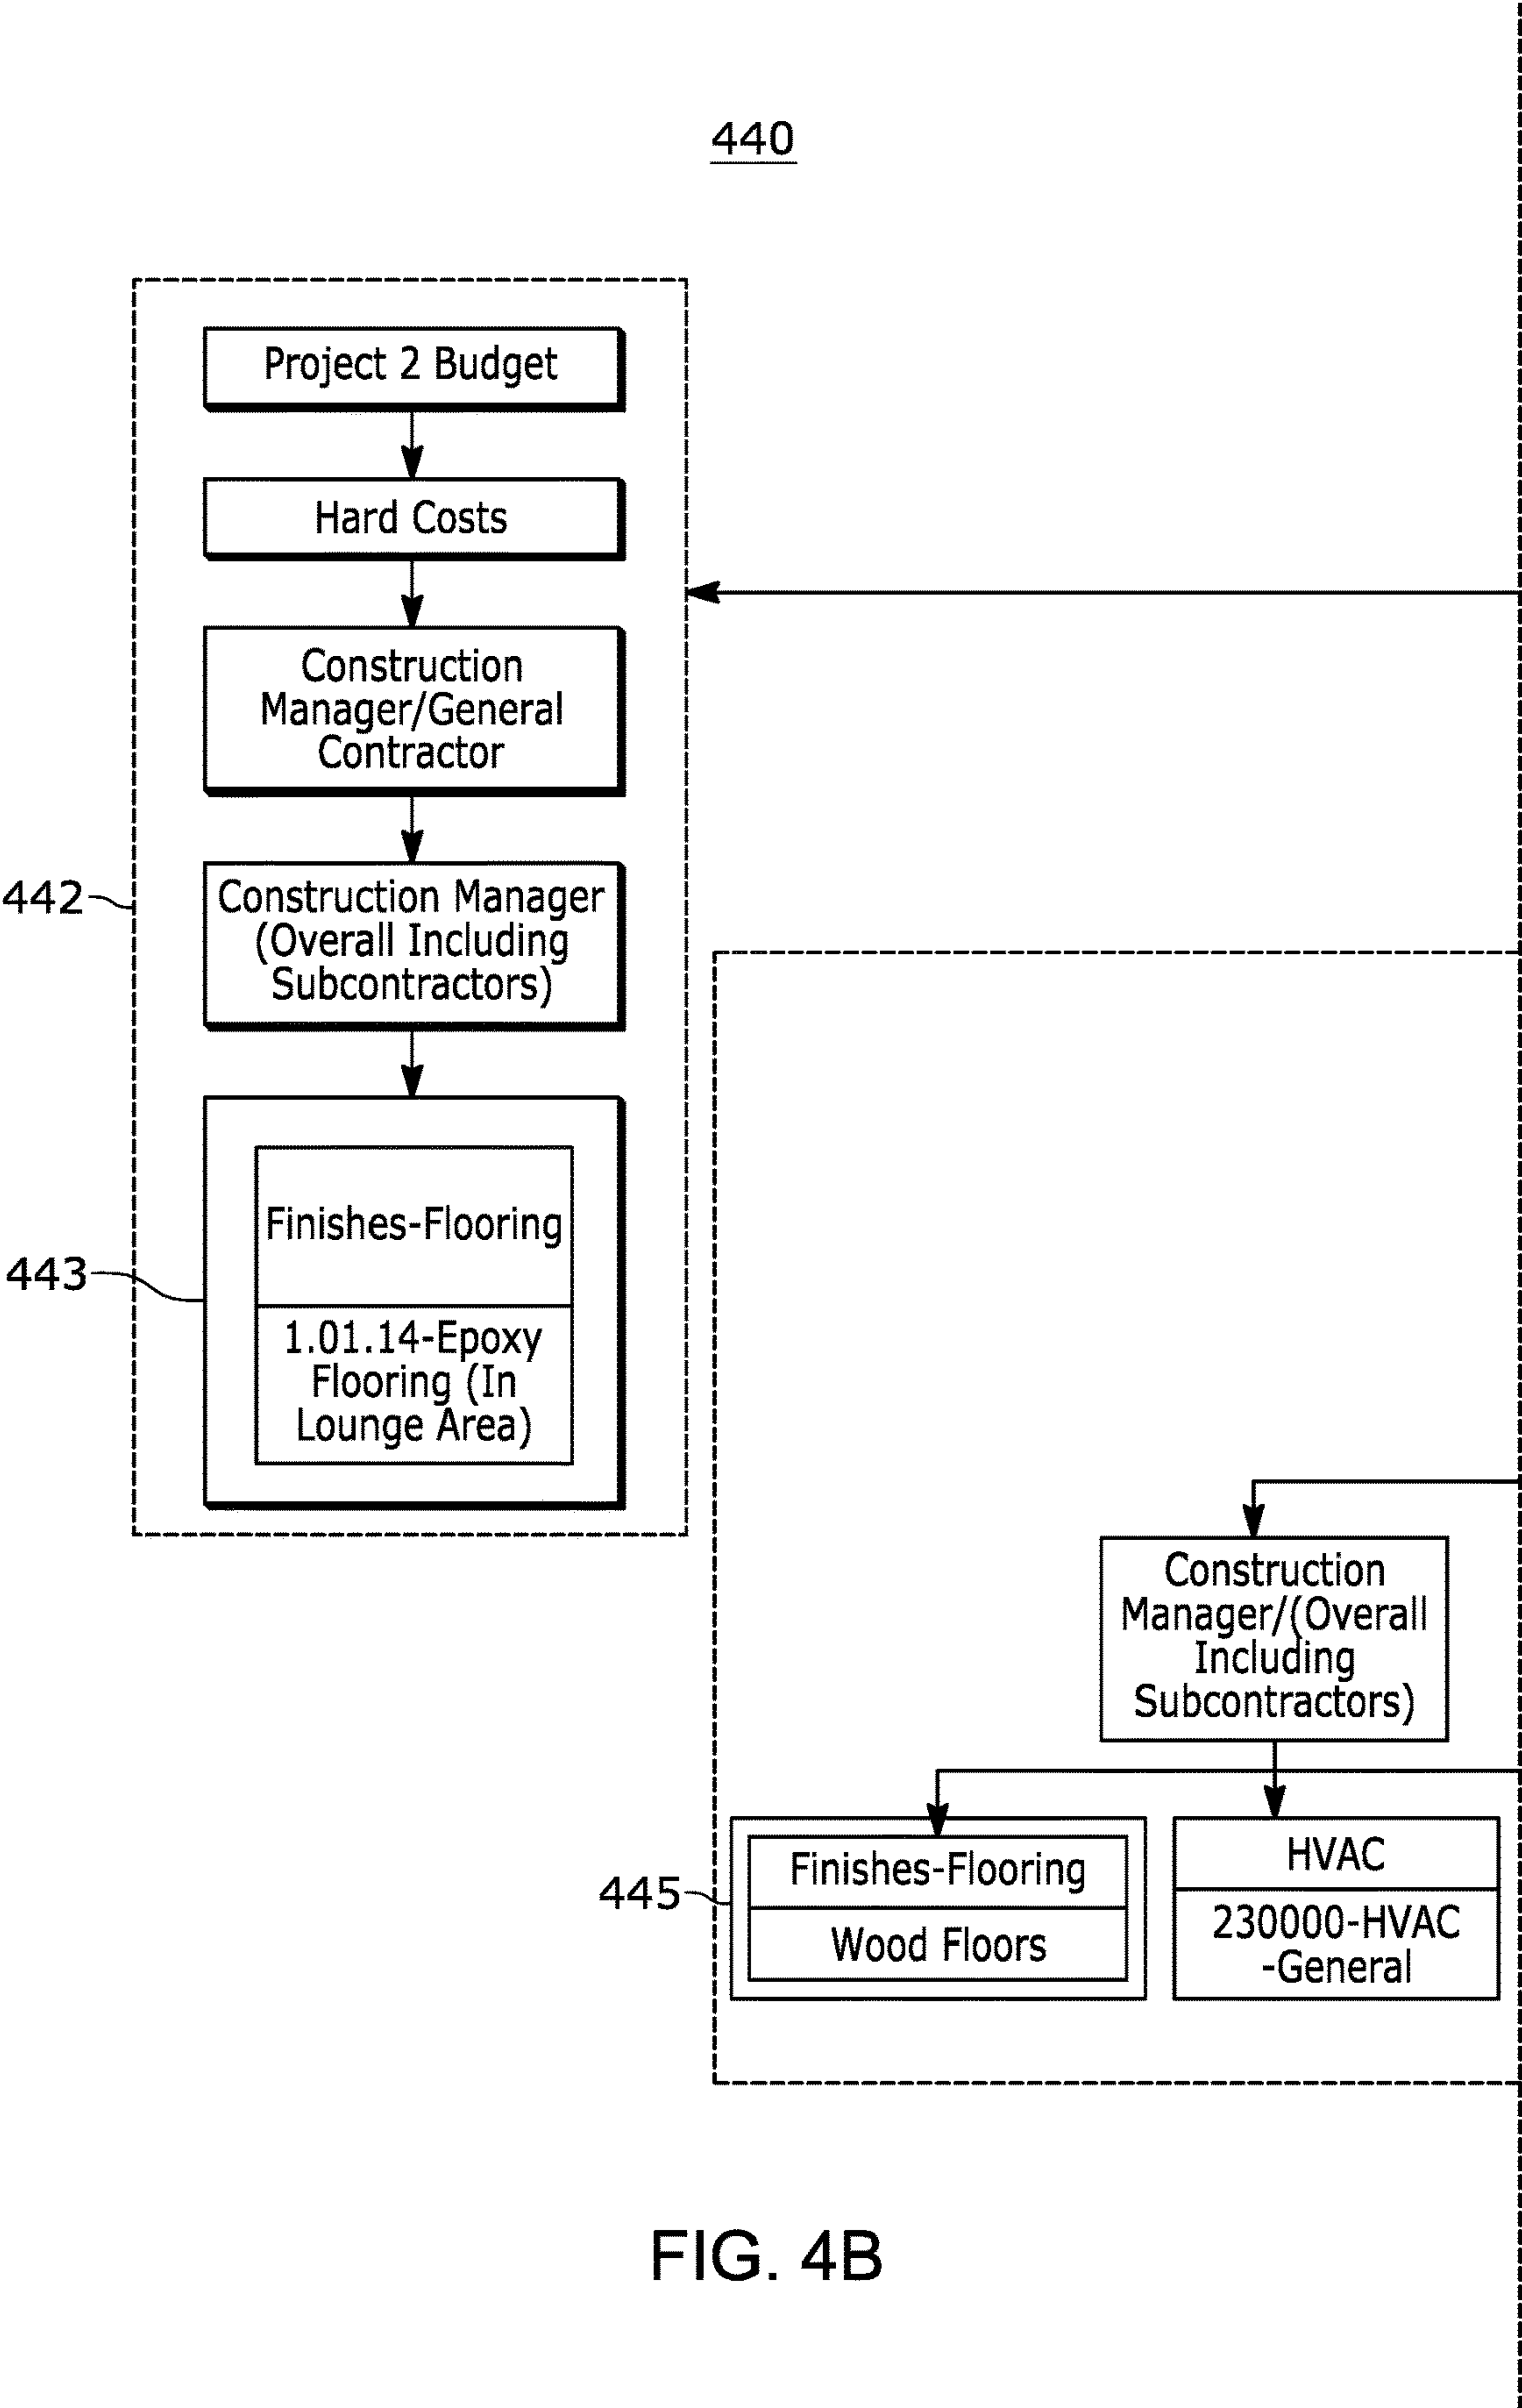 440
Project 2 Budget
Hard Costs
Construction
Manager/General
Contractor
442
Construction Manager
(Overall Including
Subcontractors)
443
Finishes-Flooring
1.01.14-Epoxy
Flooring (In
Lounge Area)
Construction
Manager/(Overall
Including
Subcontractors)
445
Finishes-Flooring
Wood Floors
HVAC
230000-HVAC
-General
FIG. 4B